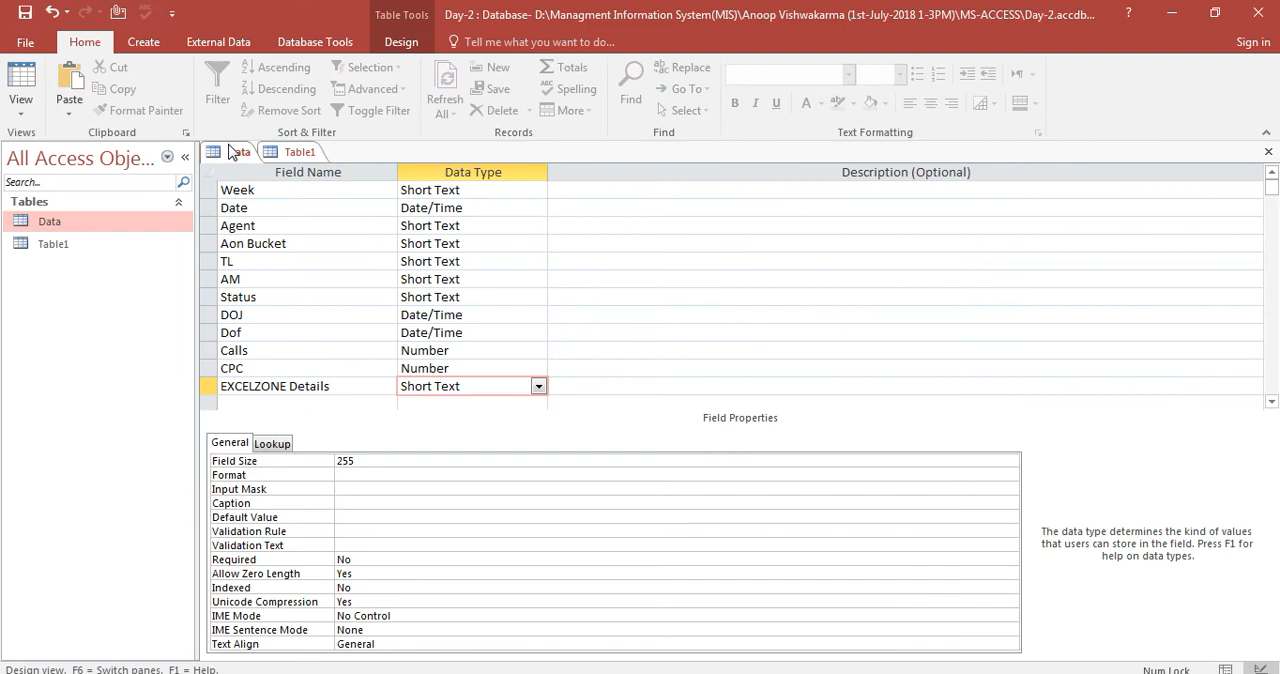 Table Tools
Day-2 : Database- D:\Managment Information System(MIS)\Anoop Vishwakarma (1st-July-2018 1-3PM)\MS-ACCESS\Day-2.accdb...
?
File
Home
Create
External Data
Database Tools
Design
Tell me what you want to do...
Sign in
View
Views
Paste
Cut
Copy
Format Painter
Clipboard
Filter
Ascending
Descending
Remove Sort
Selection
Advanced
Toggle Filter
Sort & Filter
Refresh All
New
Save
Delete
Totals
Spelling
More
Records
Find
Replace
Go To
Select
Find
B I U A
Text Formatting
All Access Obje...
Search...
Tables
Data
Table1
Table1
Field Name Data Type Description (Optional)
Week Short Text
Date Date/Time
Agent Short Text
Aon Bucket Short Text
TL Short Text
AM Short Text
Status Short Text
DOJ Date/Time
Dof Date/Time
Calls Number
CPC Number
EXCELZONE Details Short Text
Field Properties
General Lookup
Field Size 255
Format
Input Mask
Caption
Default Value
Validation Rule
Validation Text
Required No
Allow Zero Length Yes
Indexed No
Unicode Compression Yes
IME Mode No Control
IME Sentence Mode None
Text Align General
The data type determines the kind of values
that users can store in the field. Press F1 for
help on data types.
Design view. F6 = Switch panes. F1 = Help.
Num Lock